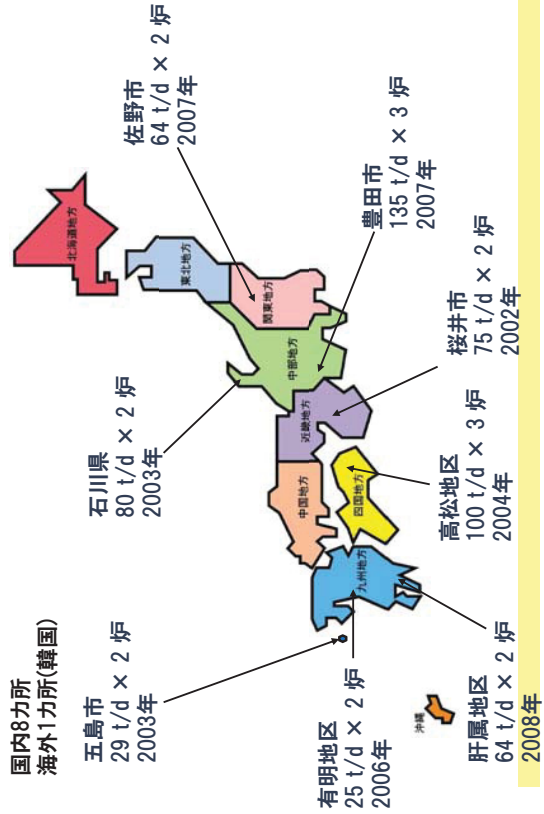 国内8カ所
海外1カ所(韓国)
五島市
29 t/d × 2 炉
2003年
石川県
80 t/d × 2 炉
2003年
佐野市
64 t/d × 2 炉
2007年
北海道地方
東北地方
関東地方
中部地方
近畿地方
中国地方
四国地方
九州地方
沖縄
有明地区
25 t/d × 2 炉
2006年
肝属地区
64 t/d × 2 炉
2008年
高松地区
100 t/d × 3 炉
2004年
桜井市
75 t/d × 2 炉
2002年
豊田市
135 t/d × 3 炉
2007年